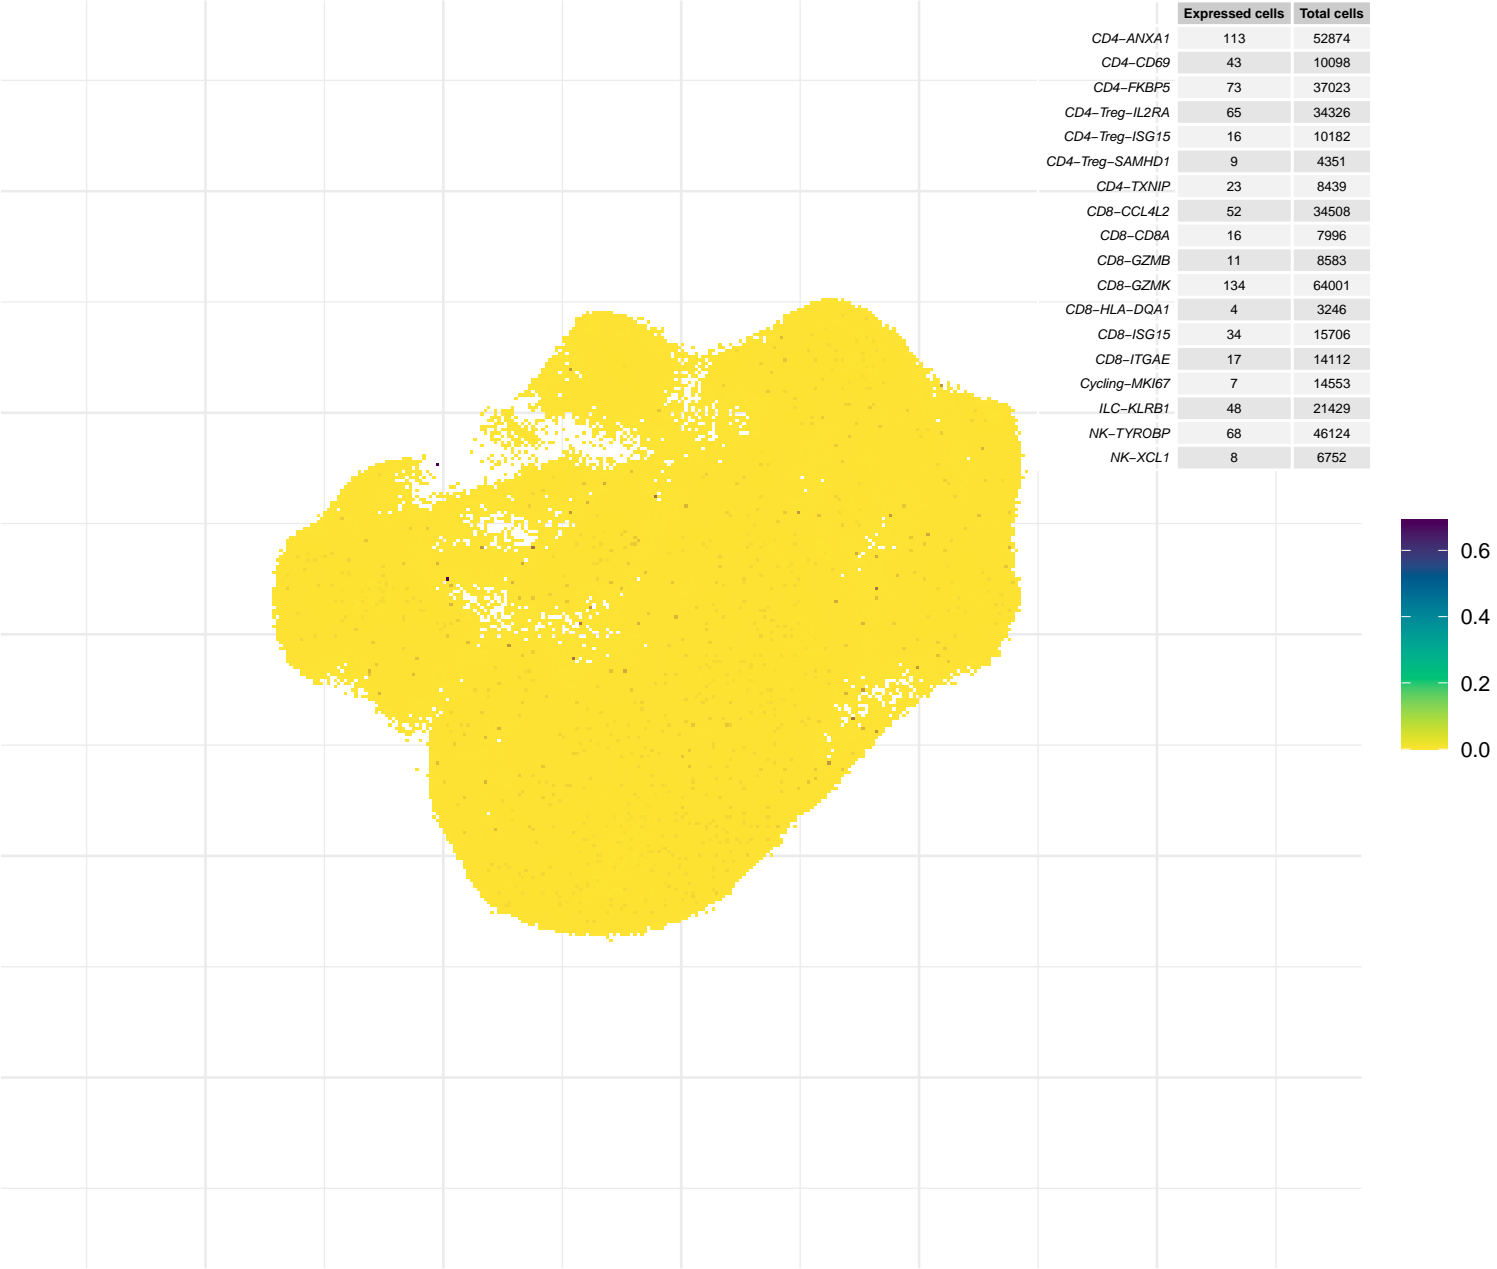 Expressed cells Total cells
CD4−ANXA1 113 52874
CD4−CD69 43 10098
CD4−FKBP5 73 37023
CD4−Treg−IL2RA 65 34326
CD4−Treg−ISG15 16 10182
CD4−Treg−SAMHD1 9 4351
CD4−TXNIP 23 8439
CD8−CCL4L2 52 34508
CD8−CD8A 16 7996
CD8−GZMB 11 8583
CD8−GZMK 134 64001
CD8−HLA−DQA1 4 3246
CD8−ISG15 34 15706
CD8−ITGAE 17 14112
Cycling−MKI67 7 14553
ILC−KLRB1 48 21429
NK−TYROBP 68 46124
NK−XCL1 8 6752
0.6
0.4
0.2
0.0